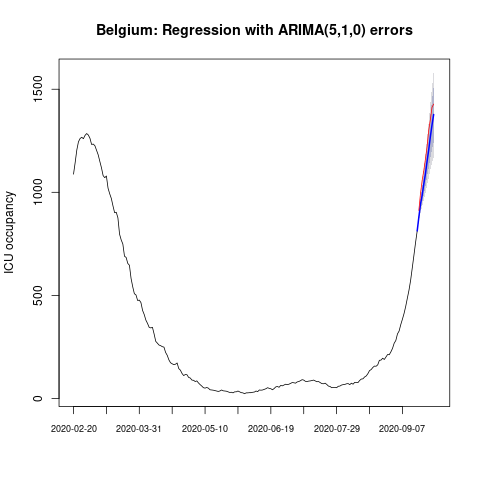 Belgium: Regression with ARIMA(5,1,0) errors
ICU occupancy
1500
1000
500
0
2020-02-20 2020-03-31 2020-05-10 2020-06-19 2020-07-29 2020-09-07